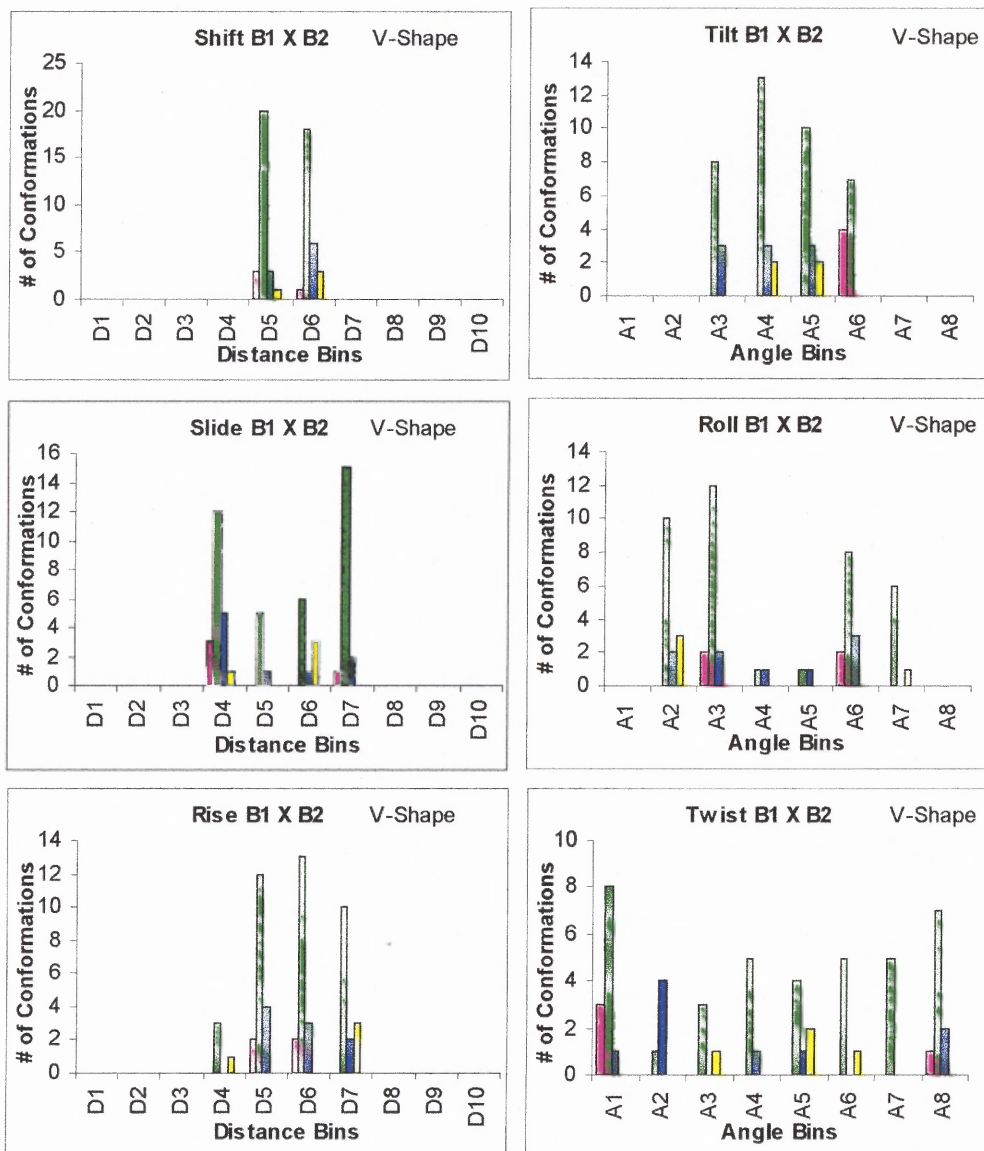 Shift B1 X B2 V-Shape
# of Conformations
25
20
15
10
5
0
D1 D2 D3 D4 D5 D6 D7 D8 D9 D10
Distance Bins
Tilt B1 X B2 V-Shape
# of Conformations
14
12
10
8
6
4
2
0
A1 A2 A3 A4 A5 A6 A7 A8
Angle Bins
Slide B1 X B2 V-Shape
# of Conformations
16
14
12
10
8
6
4
2
0
D1 D2 D3 D4 D5 D6 D7 D8 D9 D10
Distance Bins
Roll B1 X B2 V-Shape
# of Conformations
14
12
10
8
6
4
2
0
A1 A2 A3 A4 A5 A6 A7 A8
Angle Bins
Rise B1 X B2 V-Shape
# of Conformations
14
12
10
8
6
4
2
0
D1 D2 D3 D4 D5 D6 D7 D8 D9 D10
Distance Bins
Twist B1 X B2 V-Shape
# of Conformations
10
8
6
4
2
0
A1 A2 A3 A4 A5 A6 A7 A8
Angle Bins